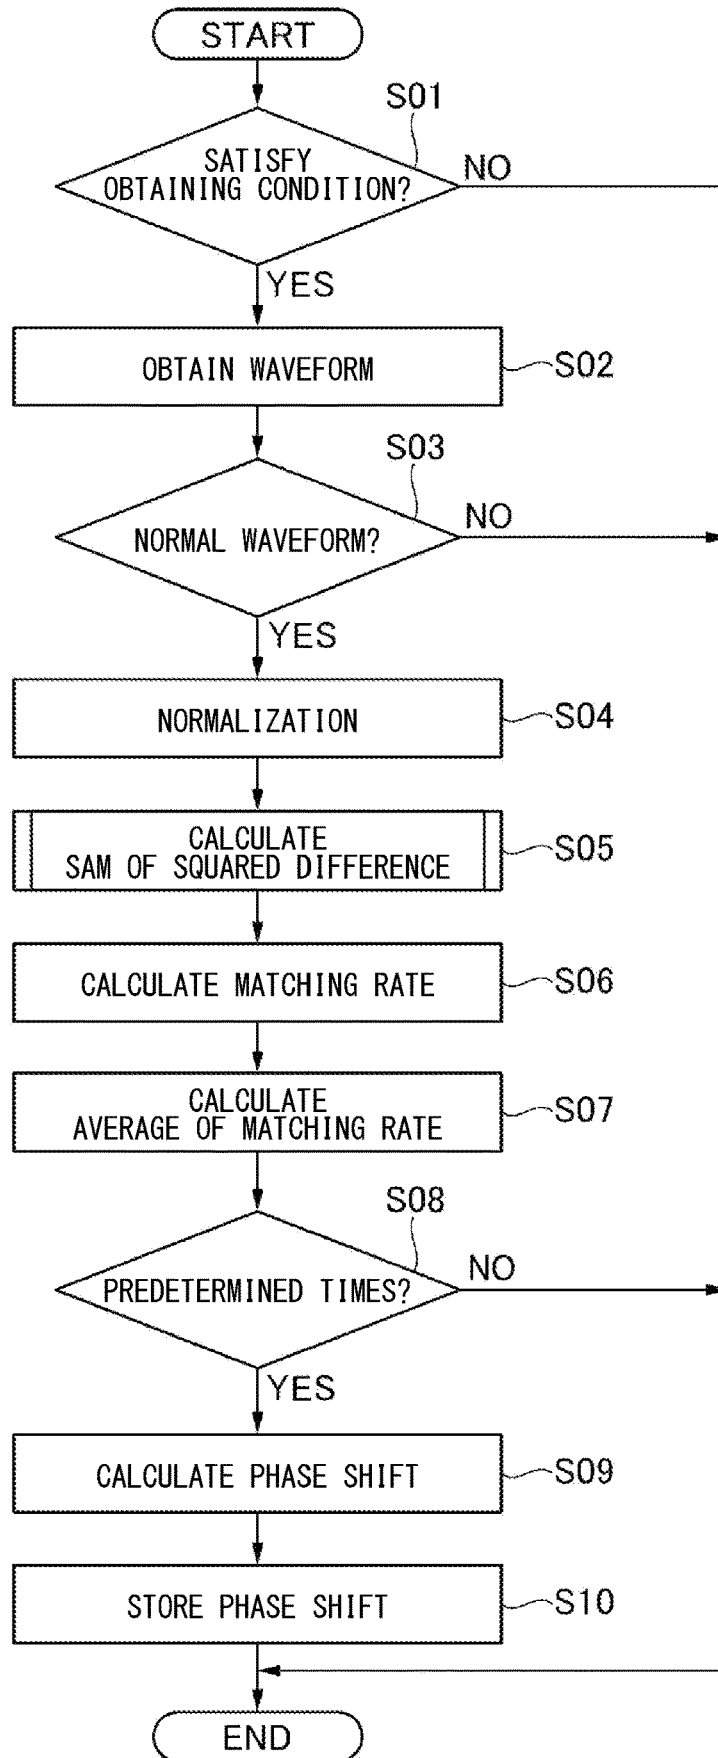 START
S01
SATISFY
OBTAINING CONDITION?
NO
YES
OBTAIN WAVEFORM
S02
S03
NORMAL WAVEFORM?
NO
YES
NORMALIZATION
S04
CALCULATE
SAM OF SQUARED DIFFERENCE
S05
CALCULATE MATCHING RATE
S06
CALCULATE
AVERAGE OF MATCHING RATE
S07
S08
PREDETERMINED TIMES?
NO
YES
CALCULATE PHASE SHIFT
S09
STORE PHASE SHIFT
S10
END